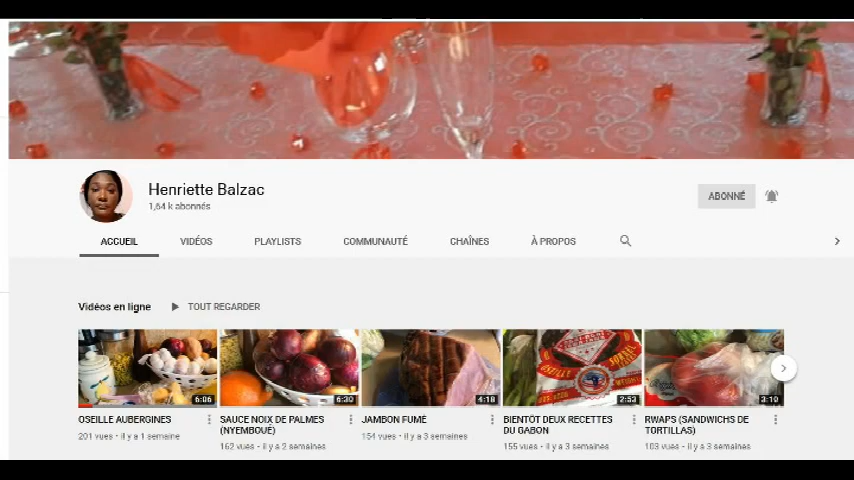 Henriette Balzac
1,64 k abonnés
ABONNÉ
ACCUEIL VIDÉOS PLAYLISTS COMMUNAUTÉ CHAÎNES À PROPOS
Vidéos en ligne TOUT REGARDER
6:06 6:30 4:18 2:53 3:10
OSEILLE AUBERGINES
201 vues • il y a 1 semaine
SAUCE NOIX DE PALMES
(NYEMBOUÉ)
162 vues • il y a 2 semaines
JAMBON FUMÉ
154 vues • il y a 3 semaines
BIENTÔT DEUX RECETTES
DU GABON
155 vues • il y a 3 semaines
RWAPS (SANDWICHS DE
TORTILLAS)
103 vues • il y a 3 semaines
OSEILLE
SORREL